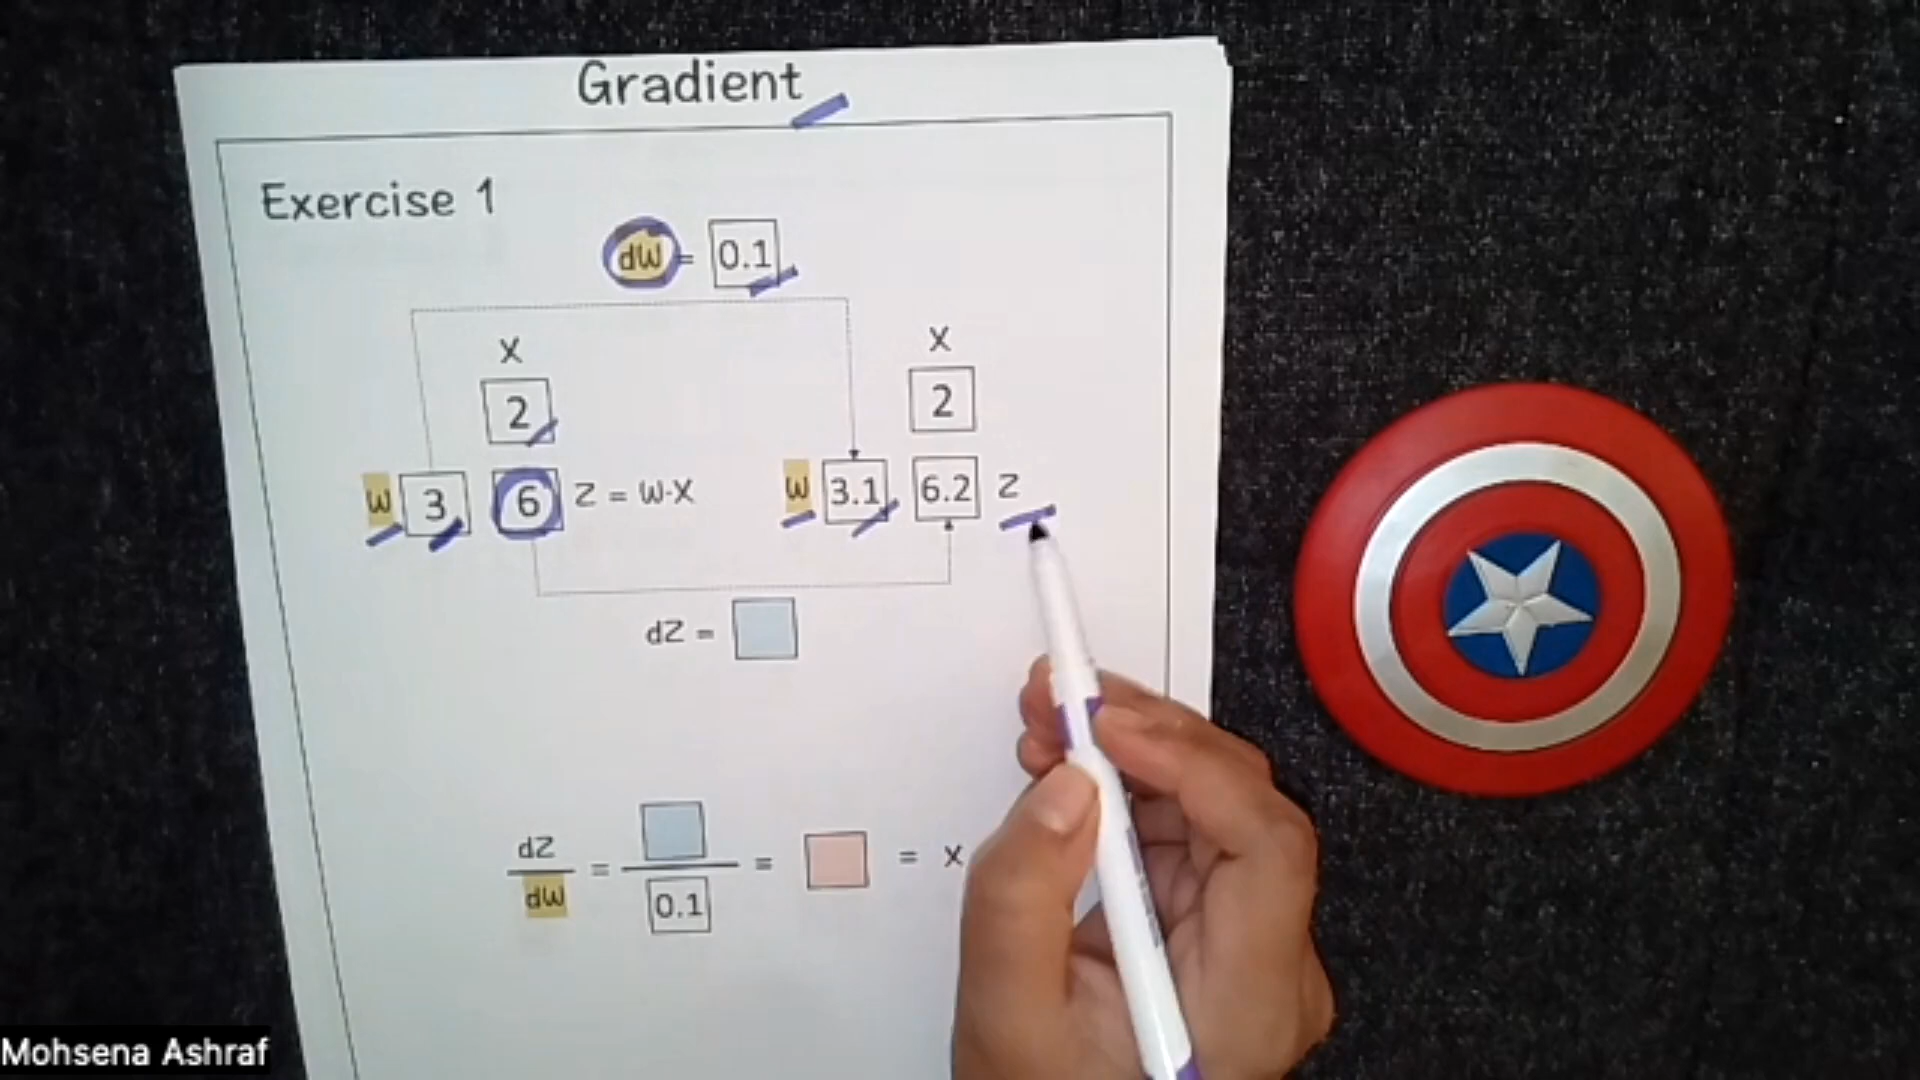 Gradient
Exercise 1
dW = 0.1
X X
2 2
W 3 6 Z = W·X W 3.1 6.2 Z
dZ =
dZ
dW = 0.1 = = X
Mohsena Ashraf